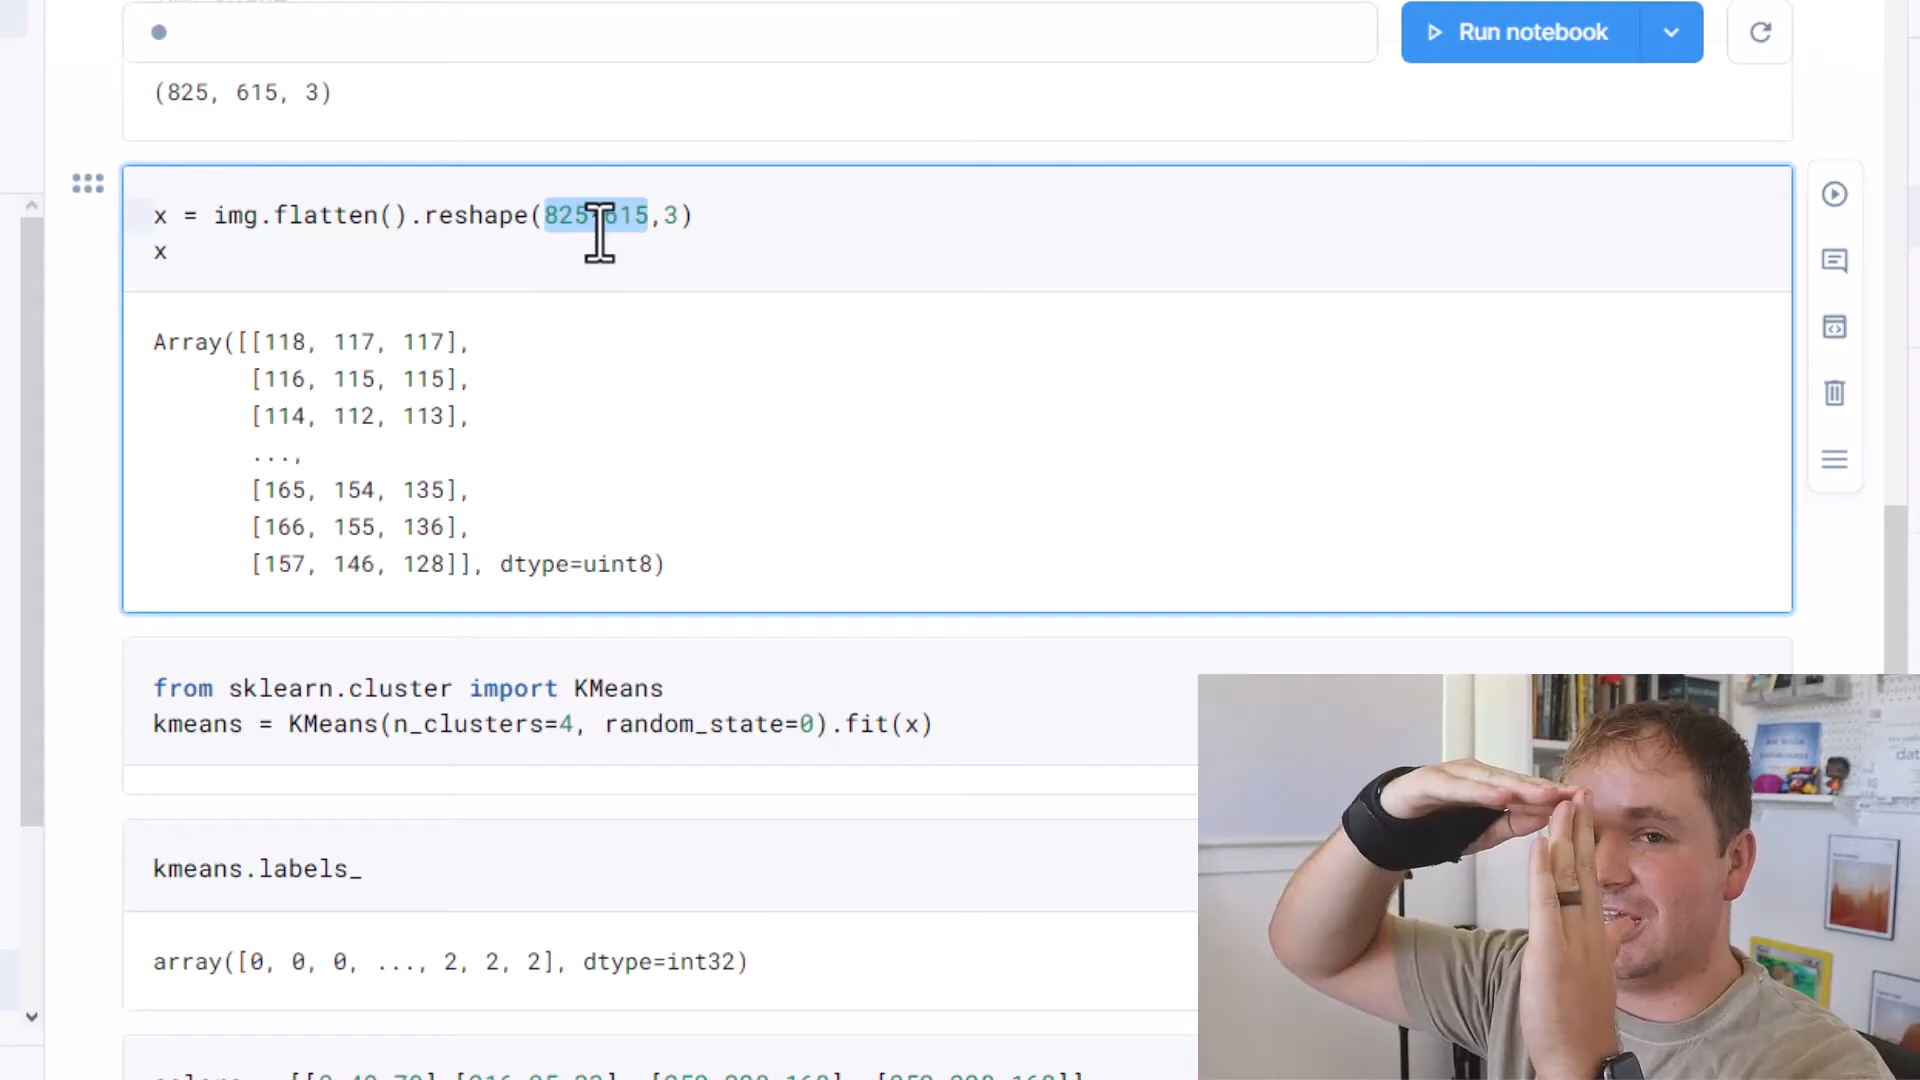 Run notebook
(825, 615, 3)
x = img.flatten().reshape(825*615,3)
x
Array([[118, 117, 117],
[116, 115, 115],
[114, 112, 113],
...,
[165, 154, 135],
[166, 155, 136],
[157, 146, 128]], dtype=uint8)
from sklearn.cluster import KMeans
kmeans = KMeans(n_clusters=4, random_state=0).fit(x)
kmeans.labels_
array([0, 0, 0, ..., 2, 2, 2], dtype=int32)